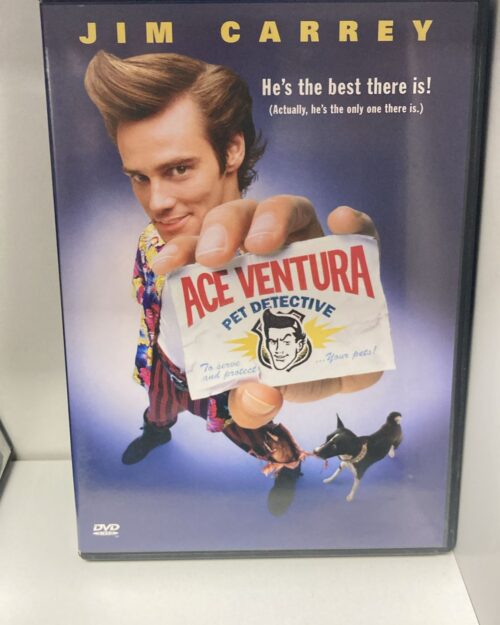 JIM CARREY
He's the best there is!
(Actually, he's the only one there is.)
ACE VENTURA
PET DETECTIVE
To serve
and protect
...Your pets!
DVD